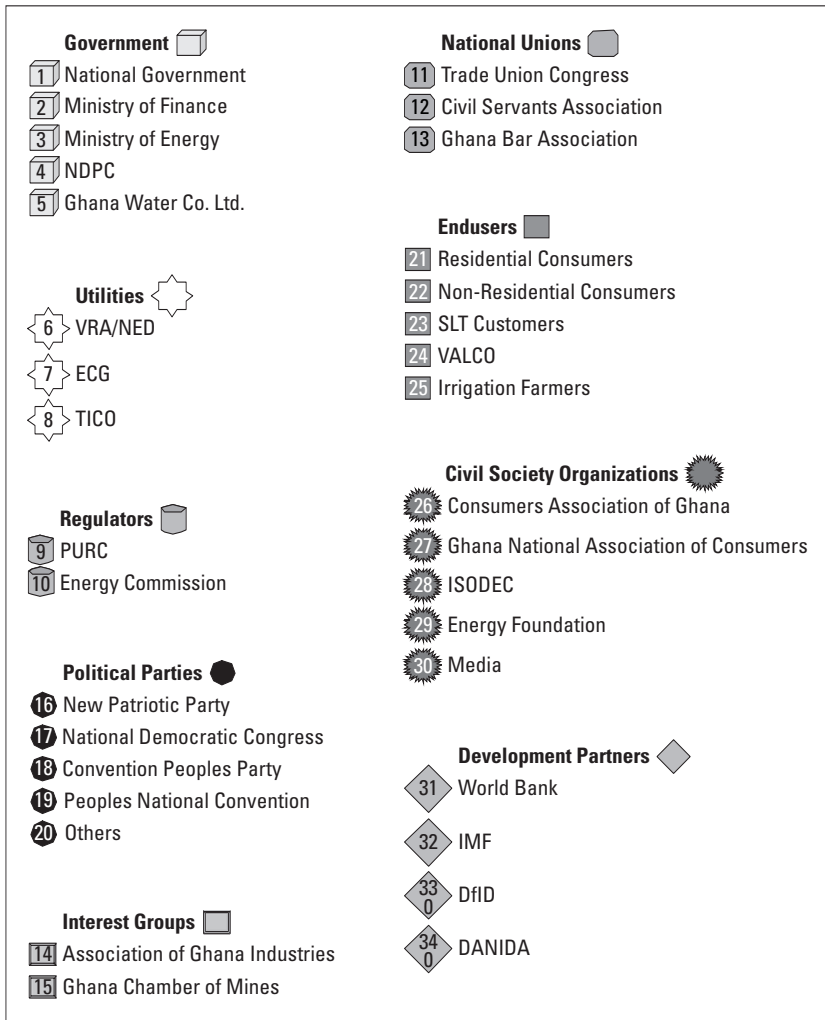 Government
1 National Government
2 Ministry of Finance
3 Ministry of Energy
4 NDPC
5 Ghana Water Co. Ltd.
Utilities
6 VRA/NED
7 ECG
8 TICO
Regulators
9 PURC
10 Energy Commission
Political Parties
16 New Patriotic Party
17 National Democratic Congress
18 Convention Peoples Party
19 Peoples National Convention
20 Others
Interest Groups
14 Association of Ghana Industries
15 Ghana Chamber of Mines
National Unions
11 Trade Union Congress
12 Civil Servants Association
13 Ghana Bar Association
Endusers
21 Residential Consumers
22 Non-Residential Consumers
23 SLT Customers
24 VALCO
25 Irrigation Farmers
Civil Society Organizations
26 Consumers Association of Ghana
27 Ghana National Association of Consumers
28 ISODEC
29 Energy Foundation
30 Media
Development Partners
31 World Bank
32 IMF
33
0
DfID
34
0
DANIDA